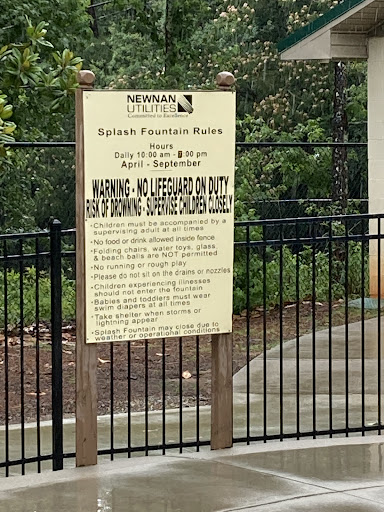 NEWNAN
UTILITIES
Committed to Excellence
Splash Fountain Rules
Hours
Daily 10:00 am - 7:00 pm
April - September
WARNING - NO LIFEGUARD ON DUTY
RISK OF DROWNING - SUPERVISE CHILDREN CLOSELY
•Children must be accompanied by a
supervising adult at all times
•No food or drink allowed inside fence
•Folding chairs, water toys, glass,
& beach balls are NOT permitted
•No running or rough play
•Please do not sit on the drains or nozzles
•Children experiencing illnesses
should not enter the fountain
•Babies and toddlers must wear
swim diapers at all times
•Take shelter when storms or
lightning appear
•Splash Fountain may close due to
weather or operational conditions